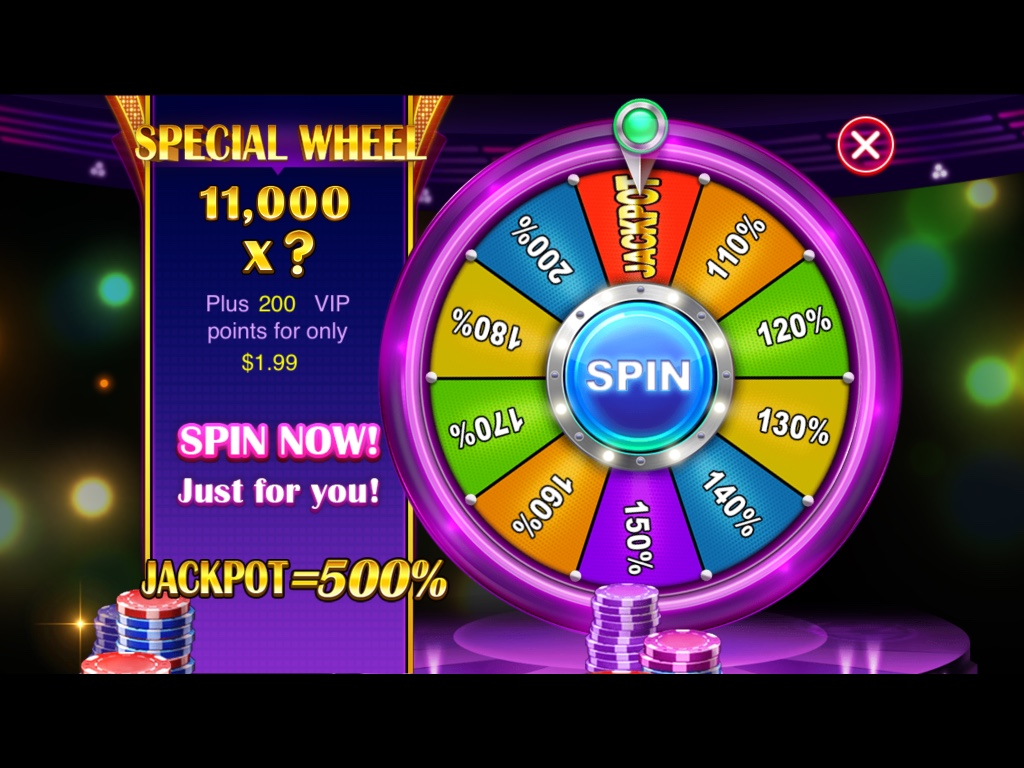 SPECIAL WHEEL
11,000
x ?
Plus 200 VIP
points for only
$1.99
SPIN NOW!
Just for you!
JACKPOT=500%
JACKPOT
110%
120%
130%
140%
150%
160%
170%
180%
200%
SPIN